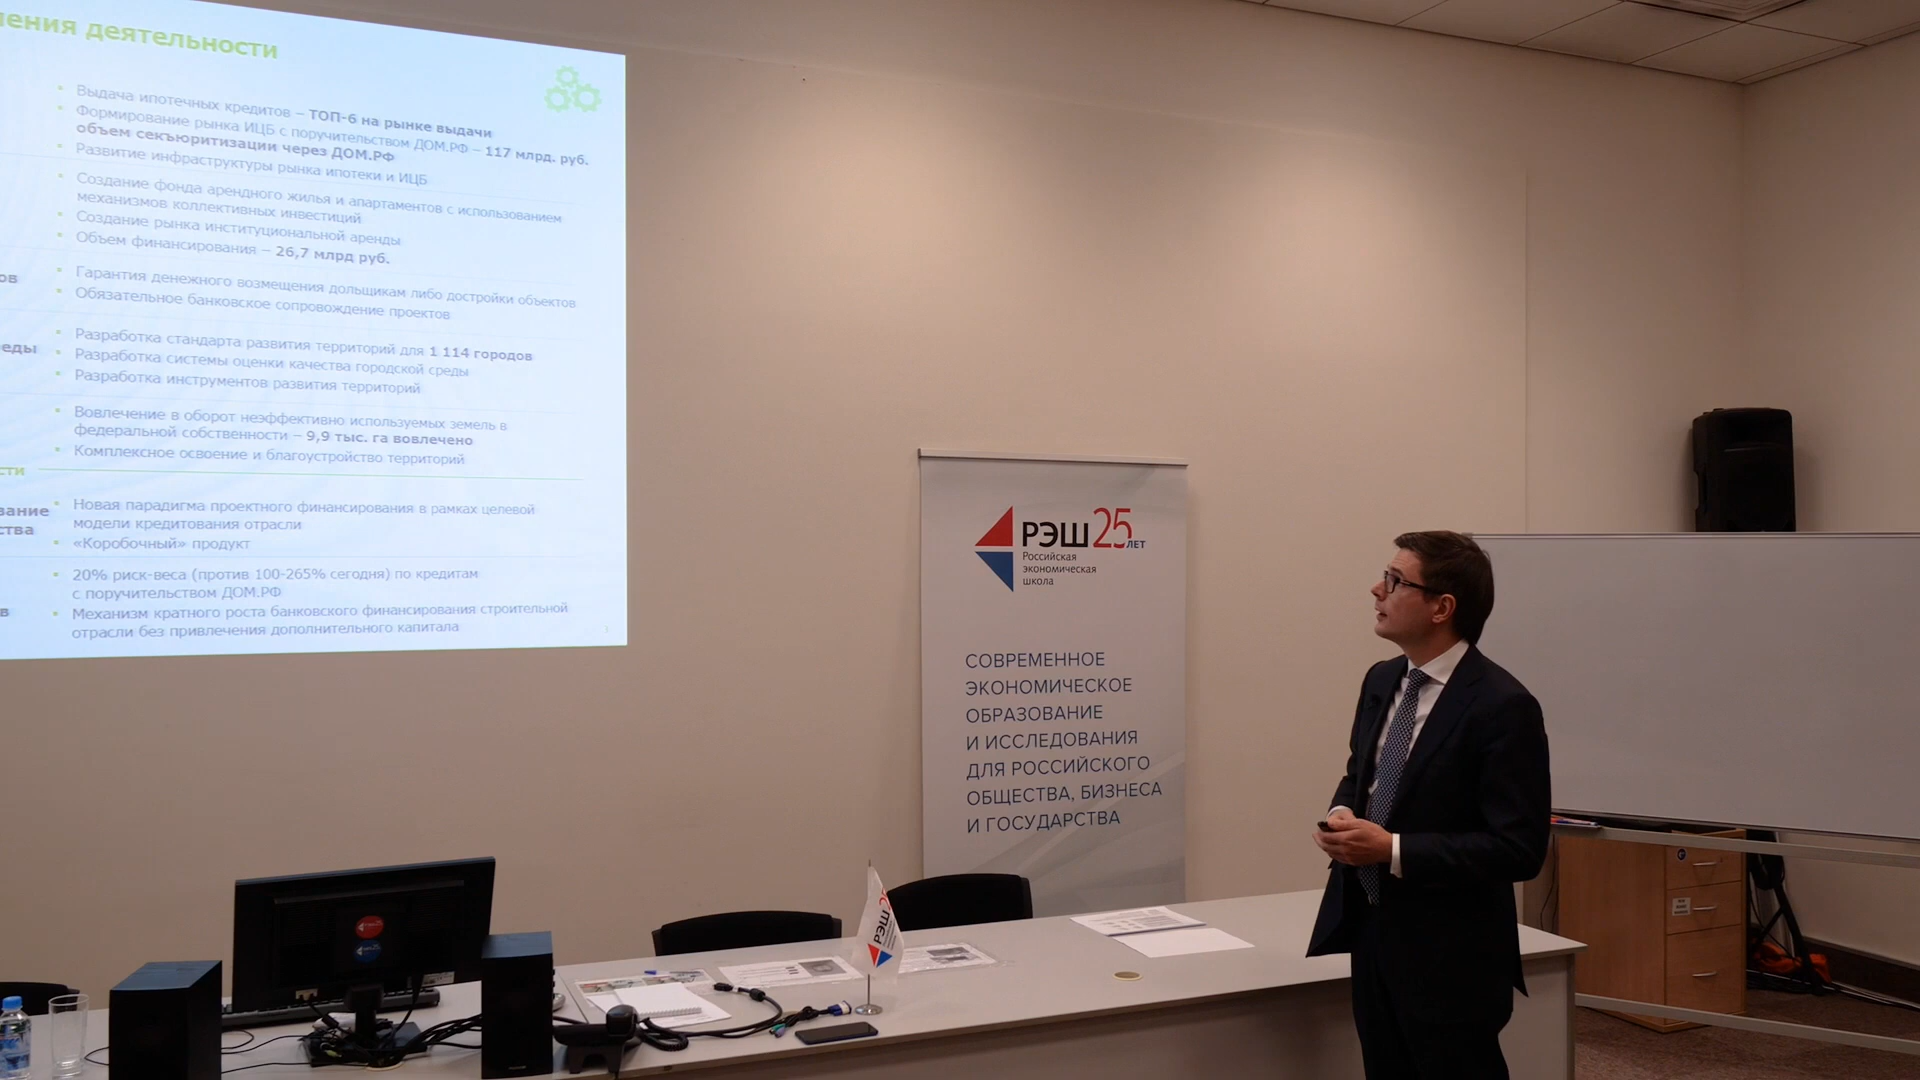 ения деятельности
Выдача ипотечных кредитов – ТОП-6 на рынке выдачи
Формирование рынка ИЦБ с поручительством ДОМ.РФ – 117 млрд. руб.
объем секъюритизации через ДОМ.РФ
Развитие инфраструктуры рынка ипотеки и ИЦБ
Создание фонда арендного жилья и апартаментов с использованием
механизмов коллективных инвестиций
Создание рынка институциональной аренды
Объем финансирования – 26,7 млрд руб.
ов
Гарантия денежного возмещения дольщикам либо достройки объектов
Обязательное банковское сопровождение проектов
еды
Разработка стандарта развития территорий для 1 114 городов
Разработка системы оценки качества городской среды
Разработка инструментов развития территорий
Вовлечение в оборот неэффективно используемых земель в
федеральной собственности – 9,9 тыс. га вовлечено
Комплексное освоение и благоустройство территорий
сти
вание
ства
Новая парадигма проектного финансирования в рамках целевой
модели кредитования отрасли
«Коробочный» продукт
в
20% риск-веса (против 100-265% сегодня) по кредитам
с поручительством ДОМ.РФ
Механизм кратного роста банковского финансирования строительной
отрасли без привлечения дополнительного капитала
РЭШ 25 ЛЕТ
Российская
экономическая
школа
СОВРЕМЕННОЕ
ЭКОНОМИЧЕСКОЕ
ОБРАЗОВАНИЕ
И ИССЛЕДОВАНИЯ
ДЛЯ РОССИЙСКОГО
ОБЩЕСТВА, БИЗНЕСА
И ГОСУДАРСТВА
РЭШ